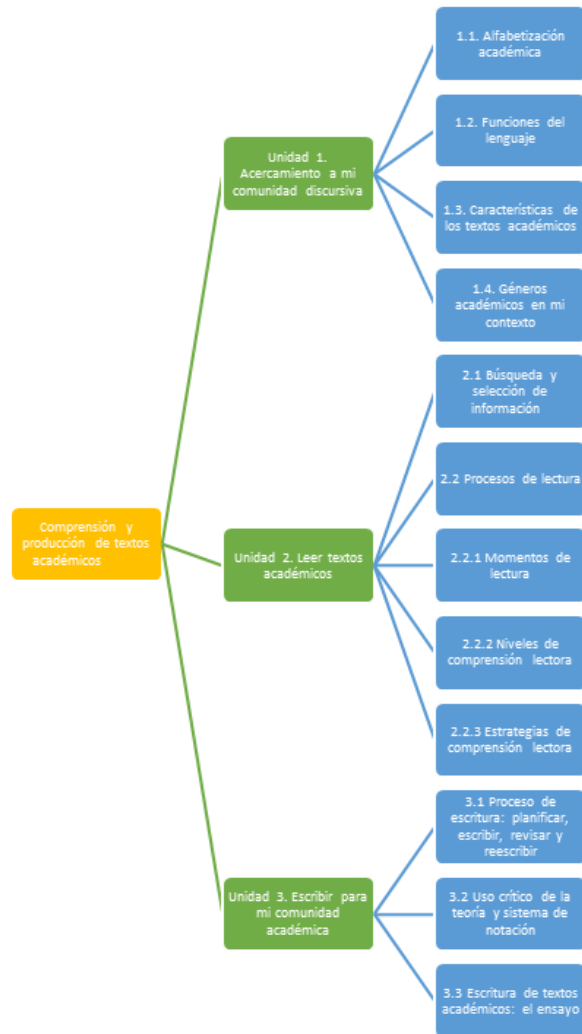 Comprensión y
producción de textos
académicos
Unidad 1.
Acercamiento a mi
comunidad discursiva
1.1. Alfabetización
académica
1.2. Funciones del
lenguaje
1.3. Características de
los textos académicos
1.4. Géneros
académicos en mi
contexto
Unidad 2. Leer textos
académicos
2.1 Búsqueda y
selección de
información
2.2 Procesos de lectura
2.2.1 Momentos de
lectura
2.2.2 Niveles de
comprensión lectora
2.2.3 Estrategias de
comprensión lectora
Unidad 3. Escribir para
mi comunidad
académica
3.1 Proceso de
escritura: planificar,
escribir, revisar y
reescribir
3.2 Uso crítico de la
teoría y sistema de
notación
3.3 Escritura de textos
académicos: el ensayo